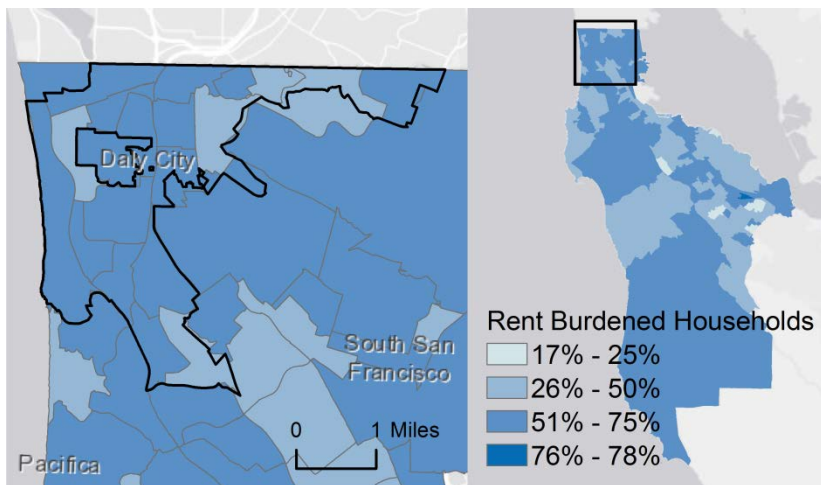 Daly City
South San
Francisco
Pacifica
0 1 Miles
Rent Burdened Households
17% - 25%
26% - 50%
51% - 75%
76% - 78%